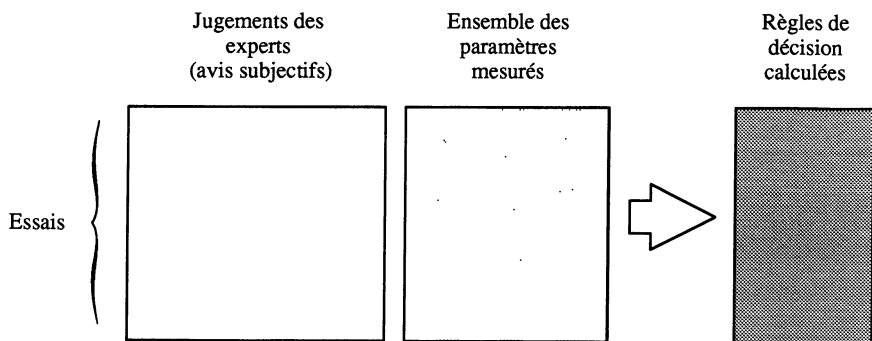 Jugements des
experts
(avis subjectifs)
Ensemble des
paramètres
mesurés
Règles de
décision
calculées
Essais